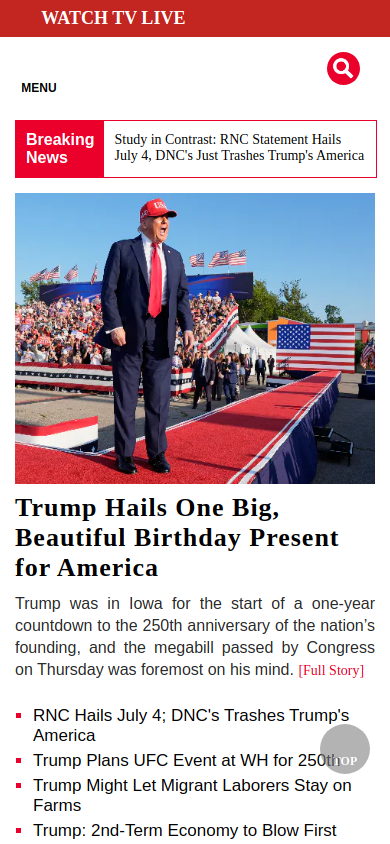 WATCH TV LIVE
MENU
Breaking
News
Study in Contrast: RNC Statement Hails
July 4, DNC's Just Trashes Trump's America
Trump Hails One Big,
Beautiful Birthday Present
for America
Trump was in Iowa for the start of a one-year
countdown to the 250th anniversary of the nation's
founding, and the megabill passed by Congress
on Thursday was foremost on his mind. [Full Story]
RNC Hails July 4; DNC's Trashes Trump's
America
Trump Plans UFC Event at WH for 250th
TOP
Trump Might Let Migrant Laborers Stay on
Farms
Trump: 2nd-Term Economy to Blow First